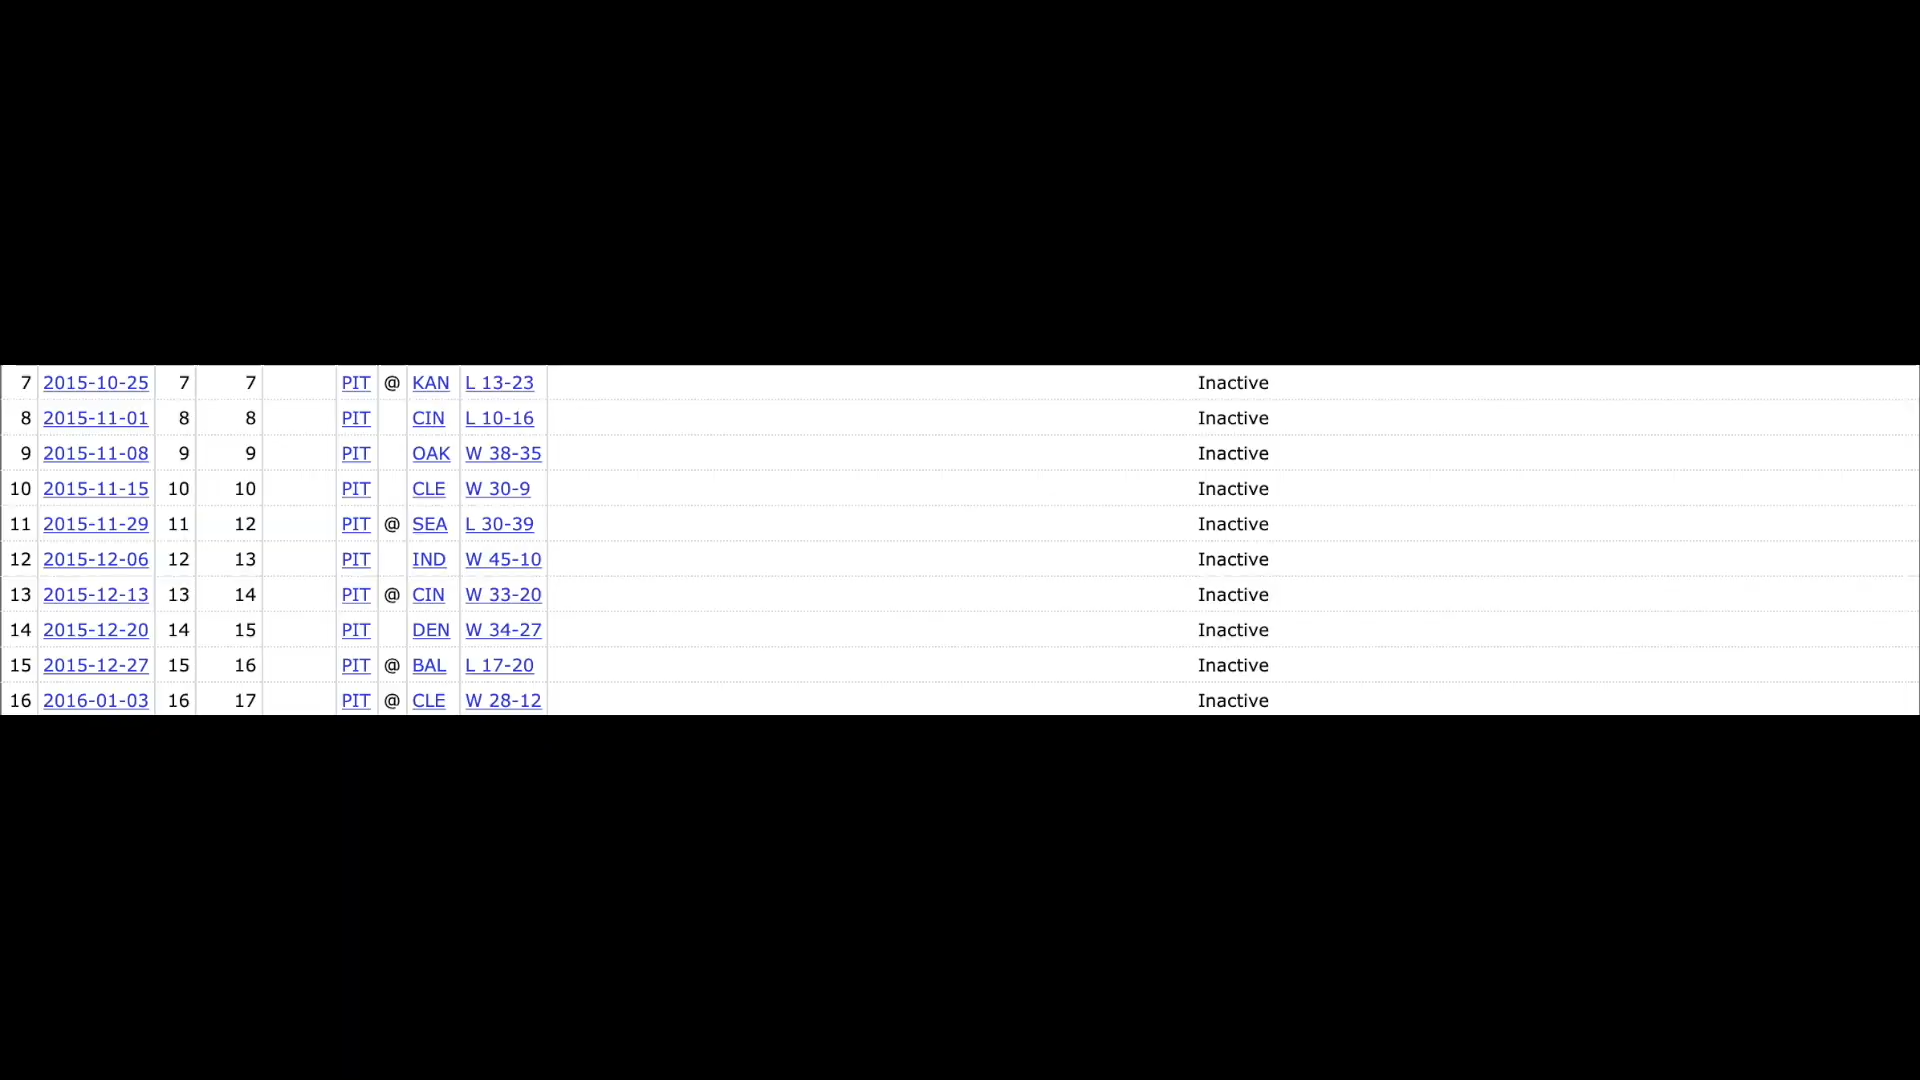 7 2015-10-25 7 7 PIT @ KAN L 13-23 Inactive
8 2015-11-01 8 8 PIT CIN L 10-16 Inactive
9 2015-11-08 9 9 PIT OAK W 38-35 Inactive
10 2015-11-15 10 10 PIT CLE W 30-9 Inactive
11 2015-11-29 11 12 PIT @ SEA L 30-39 Inactive
12 2015-12-06 12 13 PIT IND W 45-10 Inactive
13 2015-12-13 13 14 PIT @ CIN W 33-20 Inactive
14 2015-12-20 14 15 PIT DEN W 34-27 Inactive
15 2015-12-27 15 16 PIT @ BAL L 17-20 Inactive
16 2016-01-03 16 17 PIT @ CLE W 28-12 Inactive